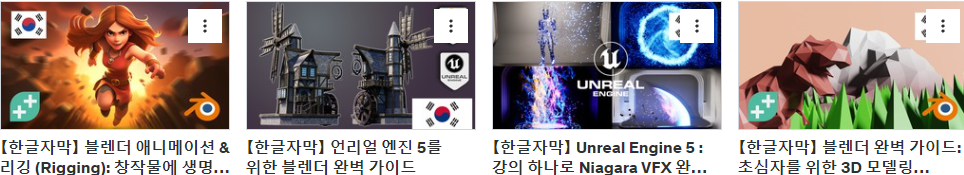 UNREAL
ENGINE
UNREAL
ENGINE
【한글자막】 블렌더 애니메이션 &
리깅 (Rigging): 창작물에 생명...
【한글자막】 언리얼 엔진 5를
위한 블렌더 완벽 가이드
【한글자막】 Unreal Engine 5 :
강의 하나로 Niagara VFX 완...
【한글자막】 블렌더 완벽 가이드:
초심자를 위한 3D 모델링...